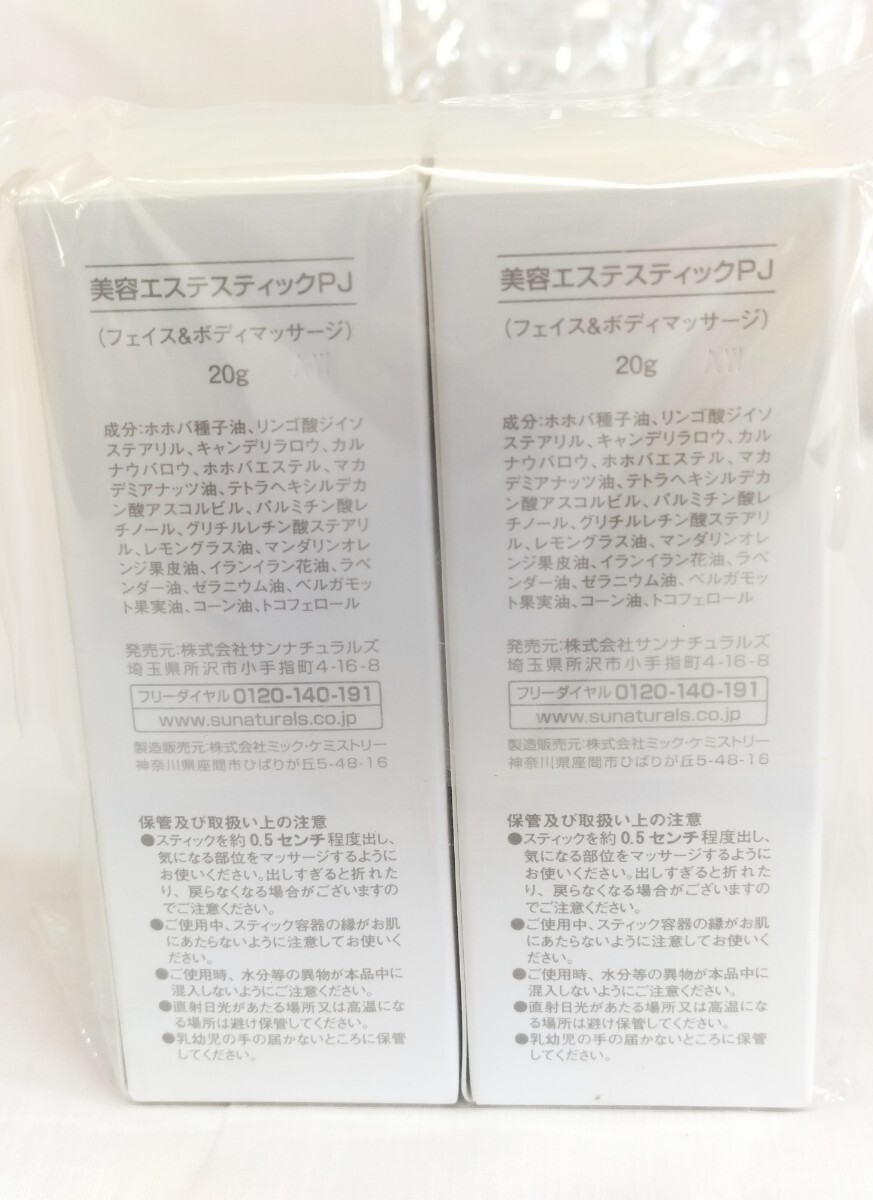 美容エステスティックPJ
(フェイス&ボディマッサージ)
20g
成分:ホホバ種子油、リンゴ酸ジイソ
ステアリル、キャンデリラロウ、カル
ナウバロウ、ホホバエステル、マカ
デミアナッツ油、テトラヘキシルデカ
ン酸アスコルビル、パルミチン酸レ
チノール、グリチルレチン酸ステアリ
ル、レモングラス油、マンダリンオレ
ンジ果皮油、イランイラン花油、ラベ
ンダー油、ゼラニウム油、ベルガモッ
ト果実油、コーン油、トコフェロール
発売元:株式会社サンナチュラルズ
埼玉県所沢市小手指町4-16-8
フリーダイヤル 0120-140-191
www.sunaturals.co.jp
製造販売元:株式会社ミック・ケミストリー
神奈川県座間市ひばりが丘5-48-16
保管及び取扱い上の注意
●スティックを約0.5センチ程度出し、
気になる部位をマッサージするように
お使いください。出しすぎると折れた
り、戻らなくなる場合がございますの
でご注意ください。
●ご使用中、スティック容器の縁がお肌
にあたらないように注意してお使いく
ださい。
●ご使用時、水分等の異物が本品中に
混入しないようにご注意ください。
●直射日光があたる場所又は高温にな
る場所は避け保管してください。
●乳幼児の手の届かないところに保管
してください。
美容エステスティックPJ
(フェイス&ボディマッサージ)
20g
成分:ホホバ種子油、リンゴ酸ジイソ
ステアリル、キャンデリラロウ、カル
ナウバロウ、ホホバエステル、マカ
デミアナッツ油、テトラヘキシルデカ
ン酸アスコルビル、パルミチン酸レ
チノール、グリチルレチン酸ステアリ
ル、レモングラス油、マンダリンオレ
ンジ果皮油、イランイラン花油、ラベ
ンダー油、ゼラニウム油、ベルガモッ
ト果実油、コーン油、トコフェロール
発売元:株式会社サンナチュラルズ
埼玉県所沢市小手指町4-16-8
フリーダイヤル 0120-140-191
www.sunaturals.co.jp
製造販売元:株式会社ミック・ケミストリー
神奈川県座間市ひばりが丘5-48-16
保管及び取扱い上の注意
●スティックを約0.5センチ程度出し、
気になる部位をマッサージするように
お使いください。出しすぎると折れた
り、戻らなくなる場合がございますの
でご注意ください。
●ご使用中、スティック容器の縁がお肌
にあたらないように注意してお使いく
ださい。
●ご使用時、水分等の異物が本品中に
混入しないようにご注意ください。
●直射日光があたる場所又は高温にな
る場所は避け保管してください。
●乳幼児の手の届かないところに保管
してください。